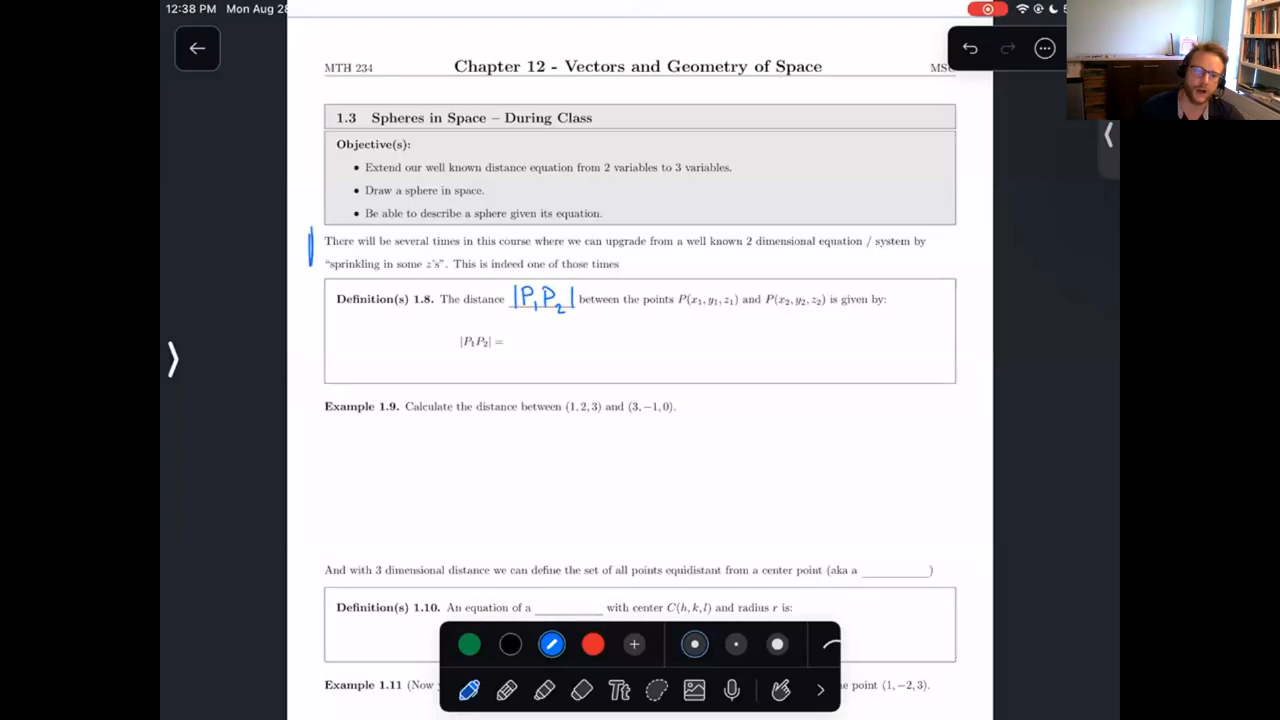 12:38 PM Mon Aug 28
MTH 234 Chapter 12 - Vectors and Geometry of Space
1.3 Spheres in Space – During Class
Objective(s):
• Extend our well known distance equation from 2 variables to 3 variables.
• Draw a sphere in space.
• Be able to describe a sphere given its equation.
There will be several times in this course where we can upgrade from a well known 2 dimensional equation / system by
“sprinkling in some z’s”. This is indeed one of those times
Definition(s) 1.8. The distance |P₁P₂| between the points P(x₁, y₁, z₁) and P(x₂, y₂, z₂) is given by:
|P₁P₂| =
Example 1.9. Calculate the distance between (1, 2, 3) and (3, −1, 0).
And with 3 dimensional distance we can define the set of all points equidistant from a center point (aka a __________)
Definition(s) 1.10. An equation of a __________ with center C(h, k, l) and radius r is:
Tt
Example 1.11 (Now e point (1, −2, 3).